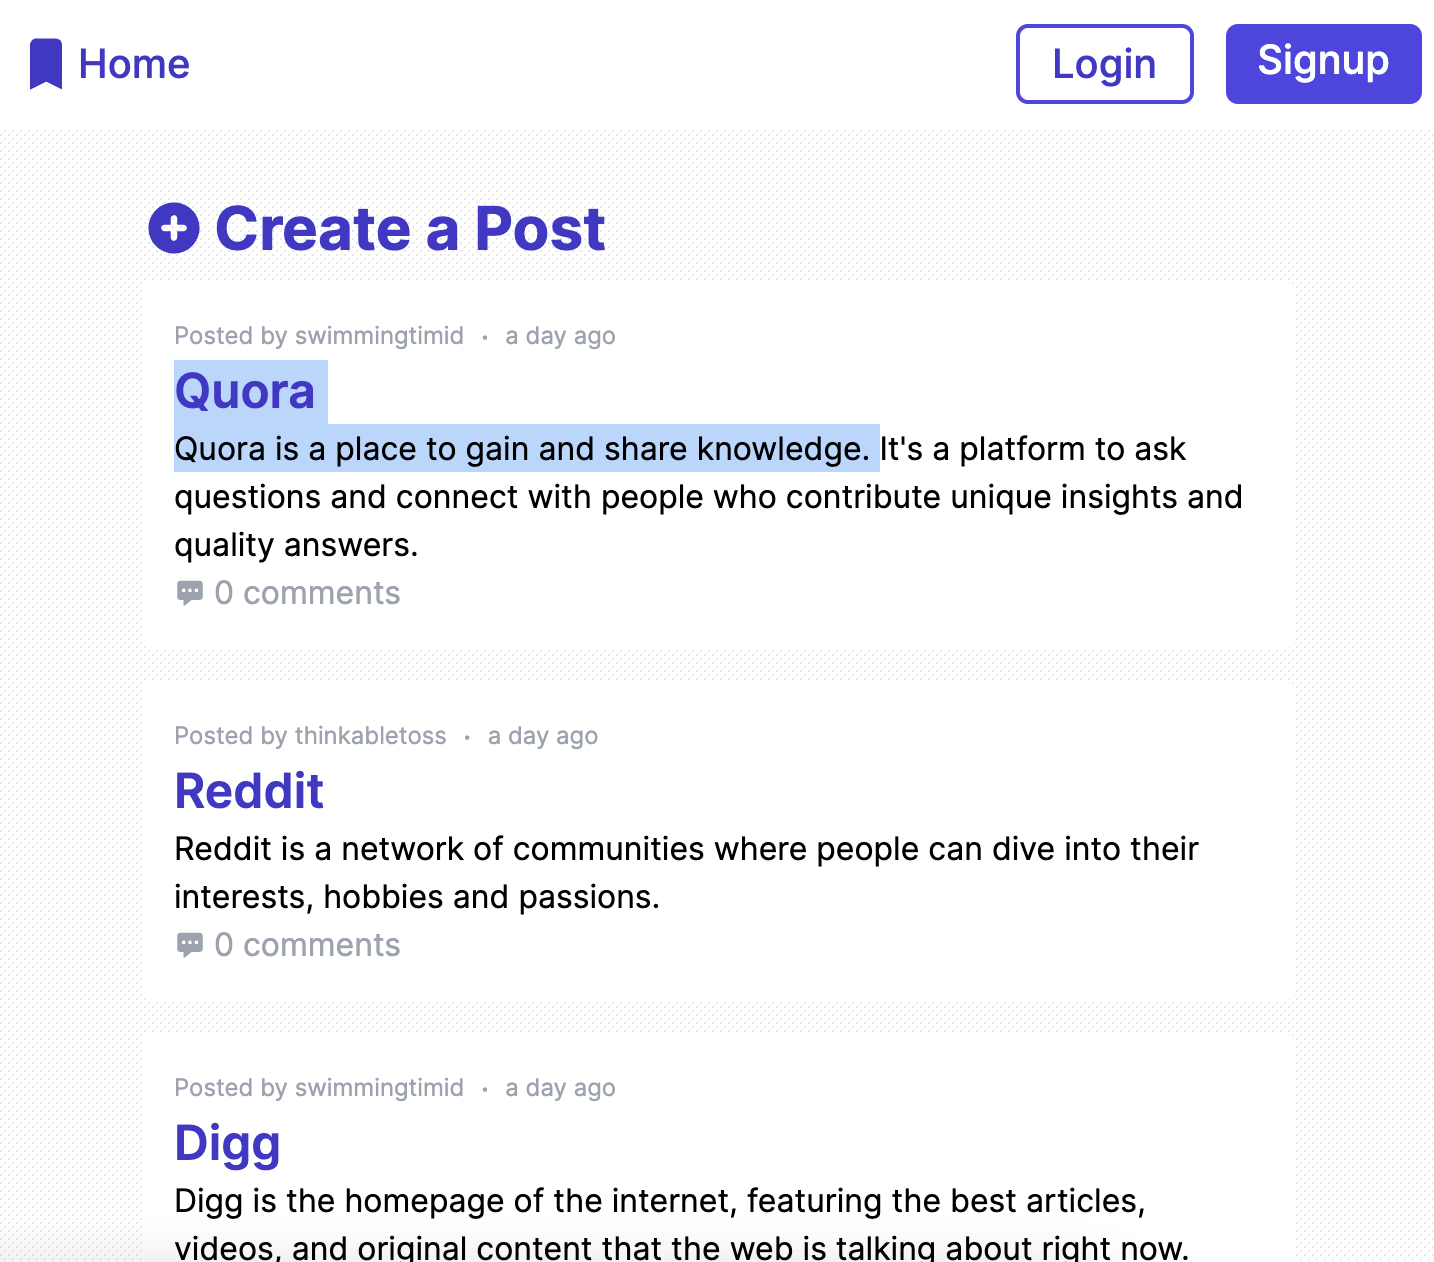 Home
Login
Signup
Create a Post
Posted by swimmingtimid · a day ago
Quora
Quora is a place to gain and share knowledge. It's a platform to ask
questions and connect with people who contribute unique insights and
quality answers.
0 comments
Posted by thinkabletoss · a day ago
Reddit
Reddit is a network of communities where people can dive into their
interests, hobbies and passions.
0 comments
Posted by swimmingtimid · a day ago
Digg
Digg is the homepage of the internet, featuring the best articles,
videos, and original content that the web is talking about right now.